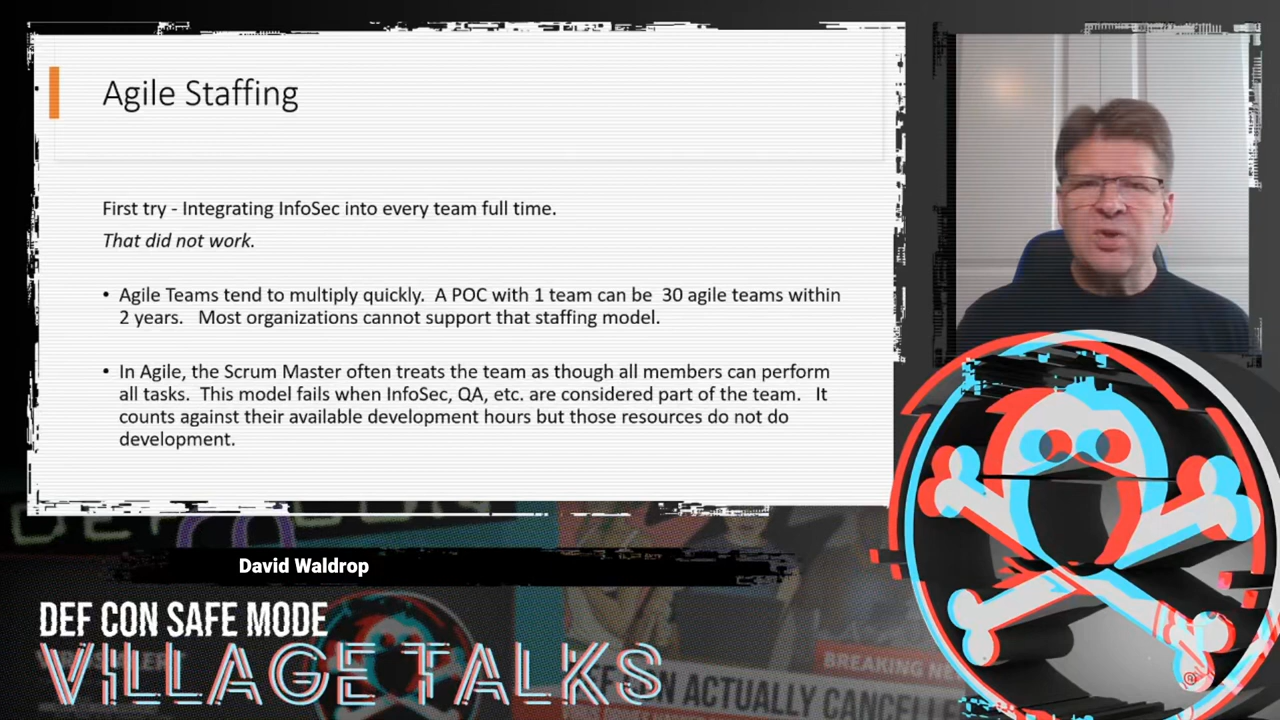 Agile Staffing
First try - Integrating InfoSec into every team full time.
That did not work.
• Agile Teams tend to multiply quickly. A POC with 1 team can be 30 agile teams within
2 years. Most organizations cannot support that staffing model.
• In Agile, the Scrum Master often treats the team as though all members can perform
all tasks. This model fails when InfoSec, QA, etc. are considered part of the team. It
counts against their available development hours but those resources do not do
development.
David Waldrop
DEF CON SAFE MODE
VILLAGE TALKS
BREAKING NE
N ACTUALLY CANCELLE